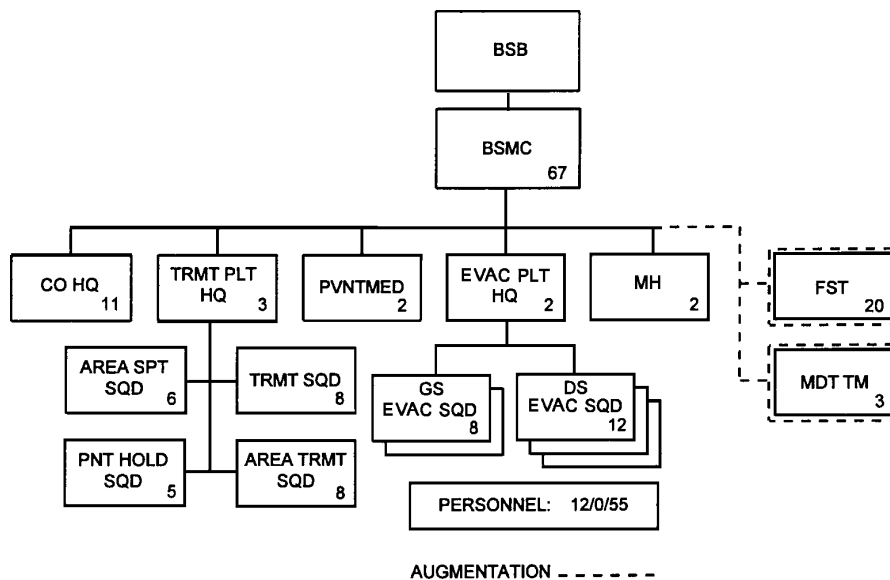 BSB
BSMC
67
CO HQ
11
TRMT PLT
HQ
3
PVNTMED
2
EVAC PLT
HQ
2
MH
2
FST
20
MDT TM
3
AREA SPT
SQD
6
TRMT SQD
8
GS
EVAC SQD
8
DS
EVAC SQD
12
PNT HOLD
SQD
5
AREA TRMT
SQD
8
PERSONNEL: 12/0/55
AUGMENTATION